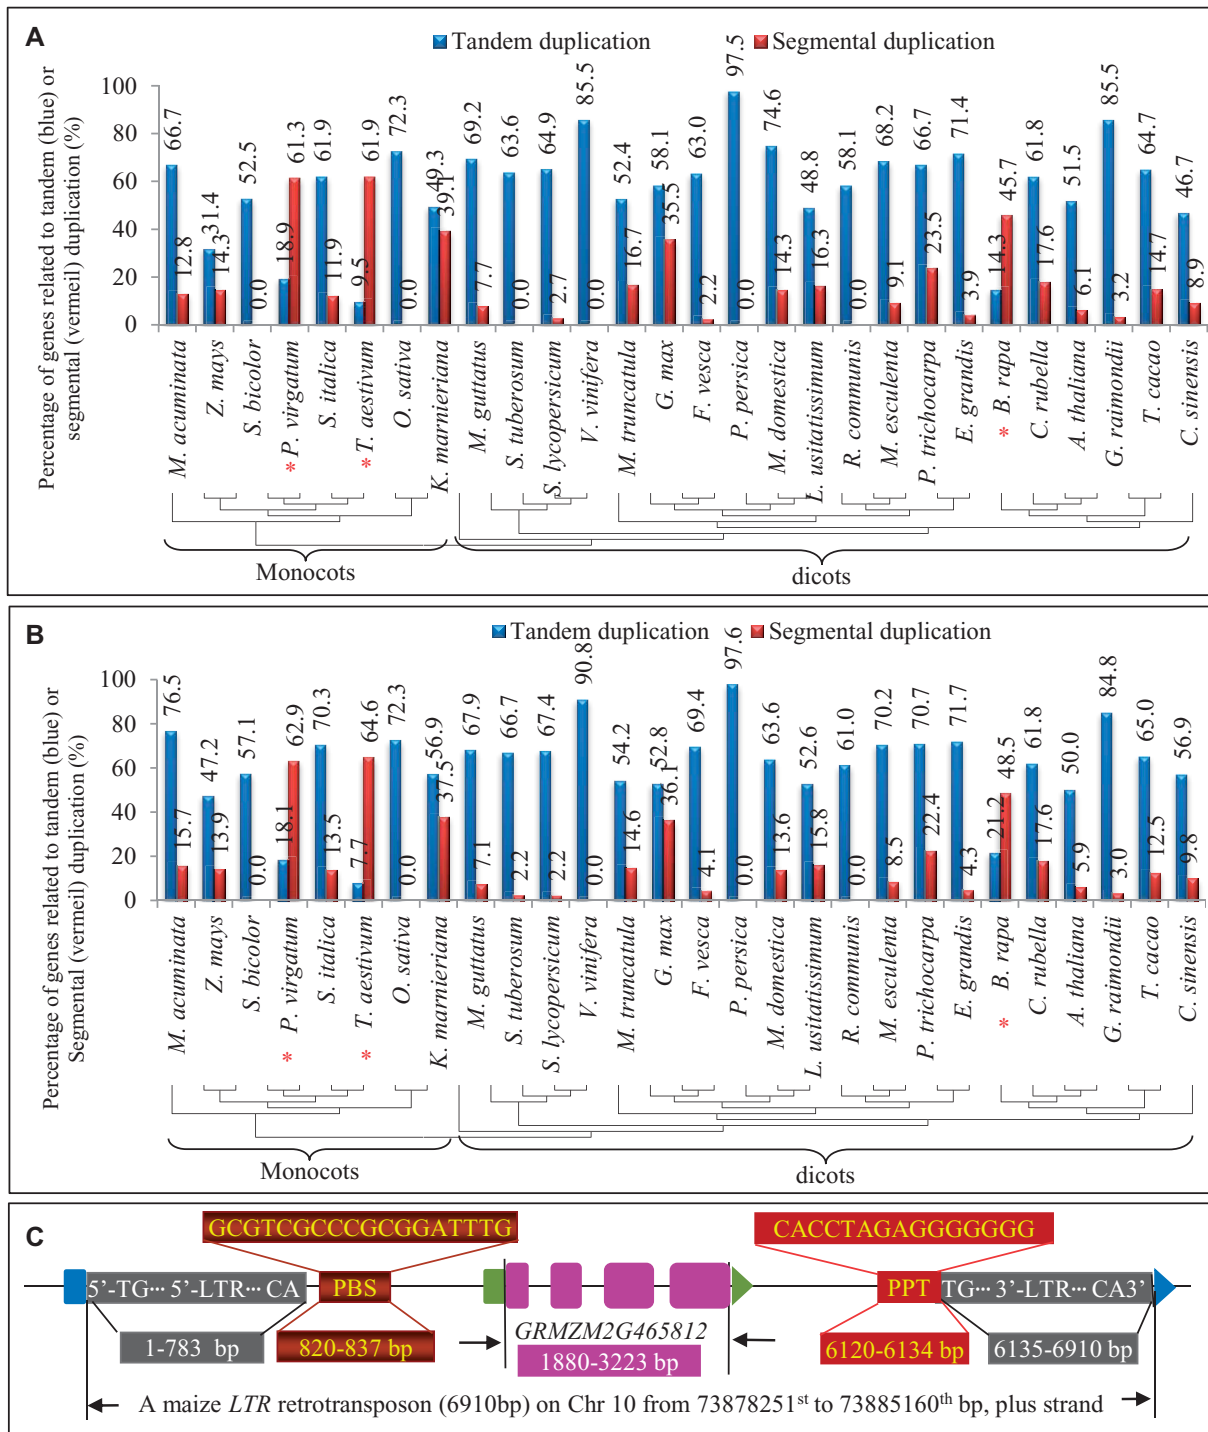 A
Tandem duplication
Segmental duplication
Percentage of genes related to tandem (blue) or
segmental (vermeil) duplication (%)
100
80
60
40
20
0
66.7 12.8 31.4 14.3 52.5 0.0 18.9 61.3 61.9 11.9 9.5 61.9 72.3 0.0 49.3 39.1 69.2 7.7 63.6 0.0 64.9 2.7 85.5 0.0 52.4 16.7 58.1 35.5 63.0 2.2 97.5 0.0 74.6 14.3 48.8 16.3 58.1 0.0 68.2 9.1 66.7 23.5 71.4 3.9 14.3 45.7 61.8 17.6 51.5 6.1 85.5 3.2 64.7 14.7 46.7 8.9
M. acuminata
Z. mays
S. bicolor
* P. virgatum
S. italica
* T. aestivum
O. sativa
K. marnieriana
M. guttatus
S. tuberosum
S. lycopersicum
V. vinifera
M. truncatula
G. max
F. vesca
P. persica
M. domestica
L. usitatissimum
R. communis
M. esculenta
P. trichocarpa
E. grandis
* B. rapa
C. rubella
A. thaliana
G. raimondii
T. cacao
C. sinensis
Monocots
dicots
B
Tandem duplication
Segmental duplication
Percentage of genes related to tandem (blue) or
Segmental (vermeil) duplication (%)
100
80
60
40
20
0
76.5 15.7 47.2 13.9 57.1 0.0 18.1 62.9 70.3 13.5 7.7 64.6 72.3 0.0 56.9 37.5 67.9 7.1 66.7 2.2 67.4 2.2 90.8 0.0 54.2 14.6 52.8 36.1 69.4 4.1 97.6 0.0 63.6 13.6 52.6 15.8 61.0 0.0 70.2 8.5 70.7 22.4 71.7 4.3 21.2 48.5 61.8 17.6 50.0 5.9 84.8 3.0 65.0 12.5 56.9 9.8
M. acuminata
Z. mays
S. bicolor
* P. virgatum
S. italica
* T. aestivum
O. sativa
K. marnieriana
M. guttatus
S. tuberosum
S. lycopersicum
V. vinifera
M. truncatula
G. max
F. vesca
P. persica
M. domestica
L. usitatissimum
R. communis
M. esculenta
P. trichocarpa
E. grandis
* B. rapa
C. rubella
A. thaliana
G. raimondii
T. cacao
C. sinensis
Monocots
dicots
C
GCGTCGCCCGCGGATTTG
CACCTAGAGGGGGGG
5’-TG··· 5’-LTR··· CA
PBS
PPT
TG··· 3’-LTR··· CA3’
GRMZM2G465812
1-783 bp
820-837 bp
1880-3223 bp
6120-6134 bp
6135-6910 bp
A maize LTR retrotransposon (6910bp) on Chr 10 from 73878251st to 73885160th bp, plus strand